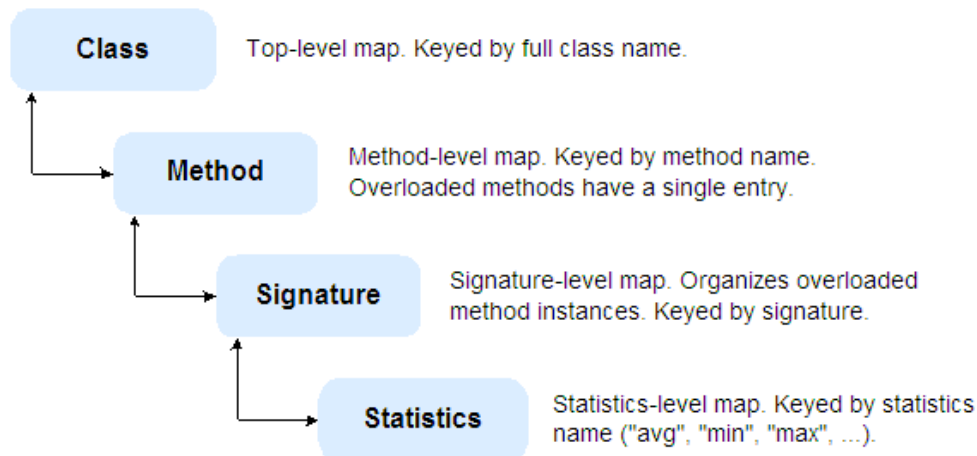 Class
Top-level map. Keyed by full class name.
Method
Method-level map. Keyed by method name.
Overloaded methods have a single entry.
Signature
Signature-level map. Organizes overloaded
method instances. Keyed by signature.
Statistics
Statistics-level map. Keyed by statistics
name ("avg", "min", "max", ...).